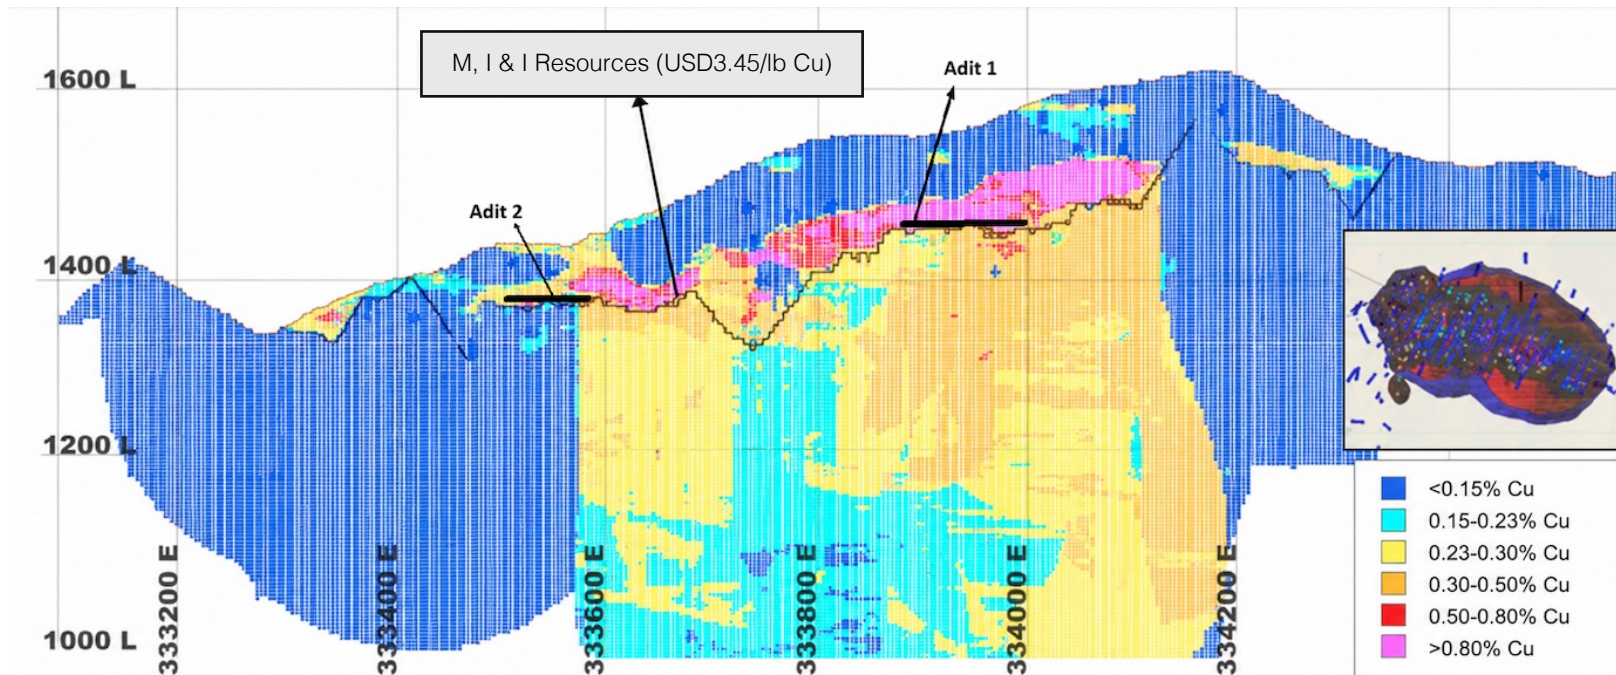 M, I & I Resources (USD3.45/lb Cu)
Adit 1
1600 L
Adit 2
1400 L
1200 L
1000 L
333200 E
333400 E
333600 E
333800 E
334000 E
334200 E
<0.15% Cu
0.15-0.23% Cu
0.23-0.30% Cu
0.30-0.50% Cu
0.50-0.80% Cu
>0.80% Cu